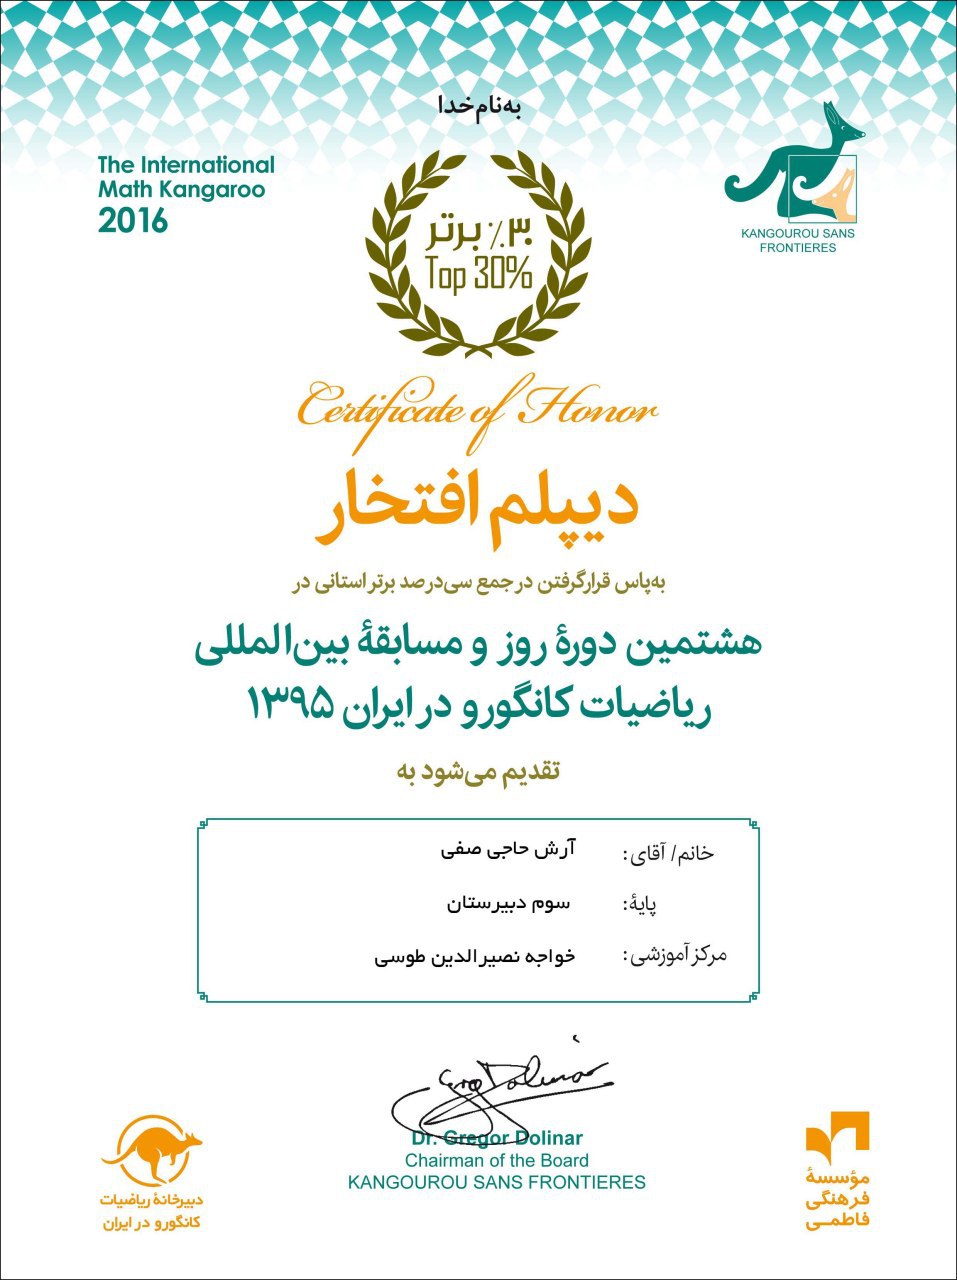 به‌نام‌خدا
The International
Math Kangaroo
2016
۳۰٪ برتر
Top 30%
KANGOUROU SANS
FRONTIERES
Certificate of Honor
دیپلم افتخار
به‌پاس قرارگرفتن در جمع سی‌درصد برتر استانی در
هشتمین دورهٔ روز و مسابقهٔ بین‌المللی
ریاضیات کانگورو در ایران ۱۳۹۵
تقدیم می‌شود به
خانم/ آقای: آرش حاجی صفی
پایهٔ: سوم دبیرستان
مرکز آموزشی: خواجه نصیرالدین طوسی
Dr. Gregor Dolinar
Chairman of the Board
KANGOUROU SANS FRONTIERES
مؤسسهٔ
فرهنگی
فاطمی
دبیرخانهٔ ریاضیات
کانگورو در ایران